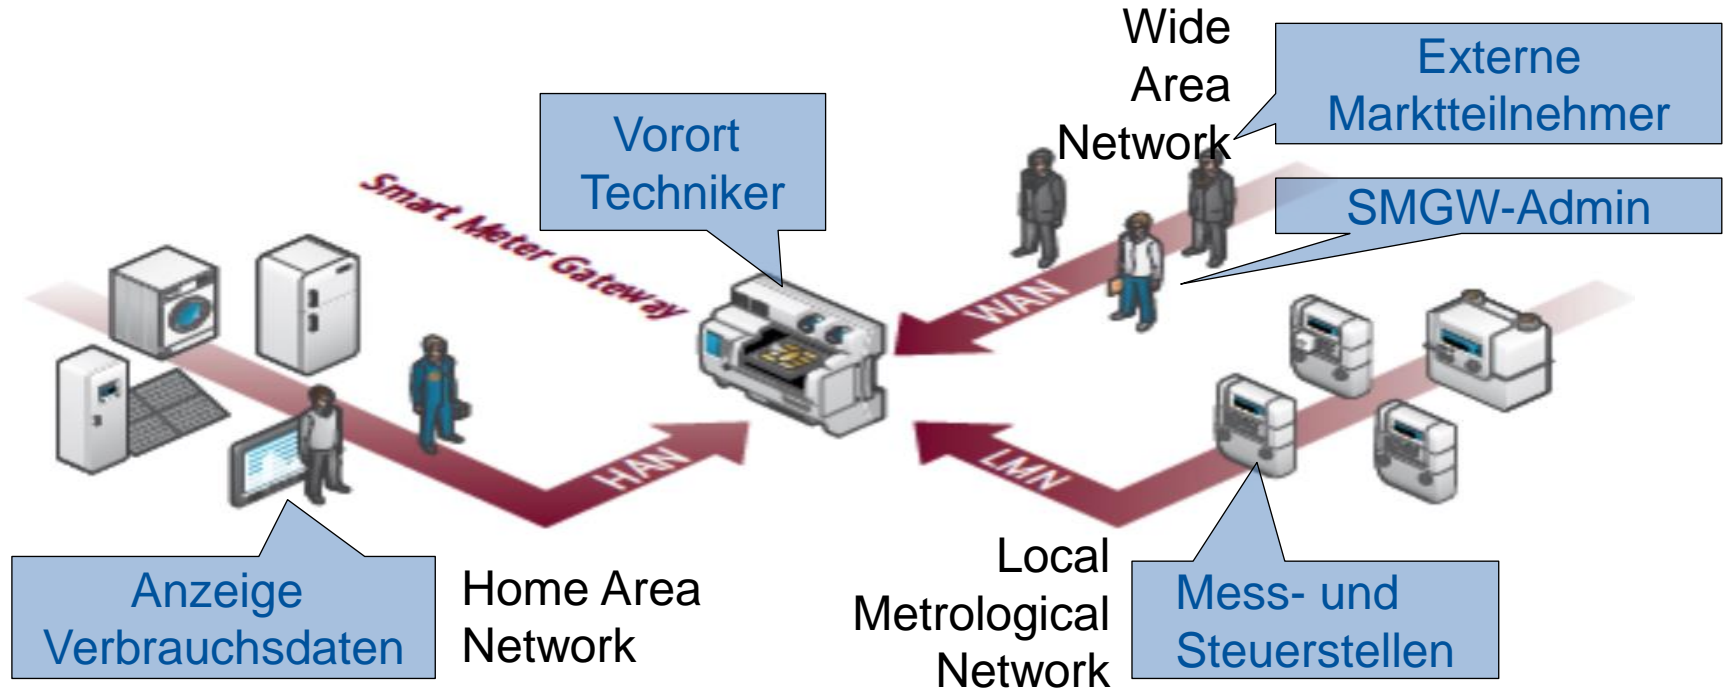 Wide
Area
Network
Externe
Marktteilnehmer
Vorort
Techniker
SMGW-Admin
Smart Meter Gateway
WAN
HAN
LMN
Anzeige
Verbrauchsdaten
Home Area
Network
Local
Metrological
Network
Mess- und
Steuerstellen